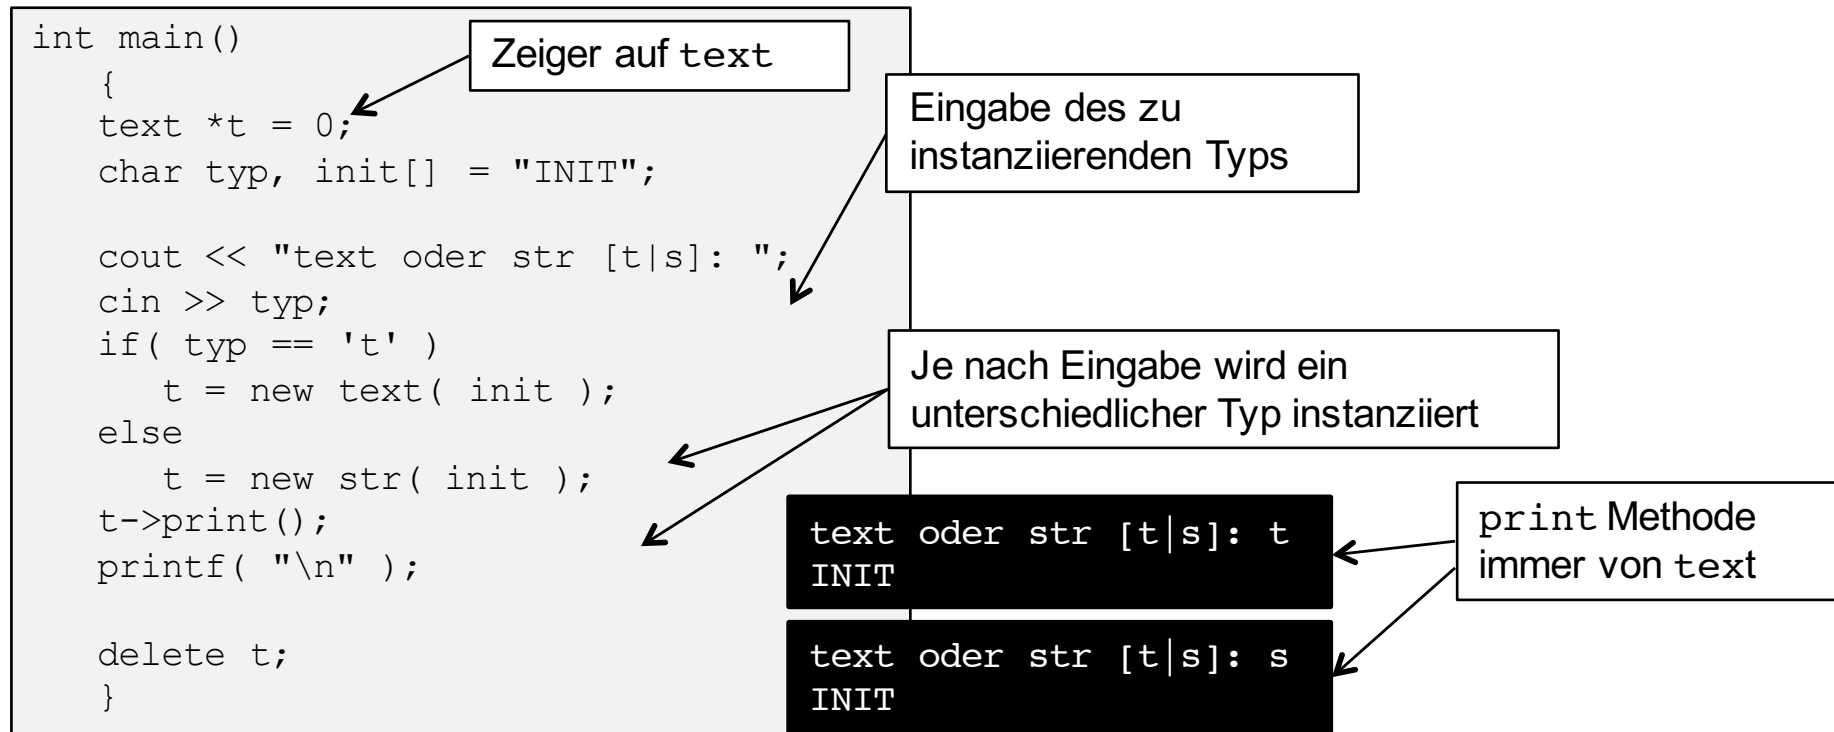 int main()
{
text *t = 0;
char typ, init[] = "INIT";
cout << "text oder str [t|s]: ";
cin >> typ;
if( typ == 't' )
t = new text( init );
else
t = new str( init );
t->print();
printf( "\n" );
delete t;
}
Zeiger auf text
Eingabe des zu
instanziierenden Typs
Je nach Eingabe wird ein
unterschiedlicher Typ instanziiert
text oder str [t|s]: t
INIT
text oder str [t|s]: s
INIT
print Methode
immer von text